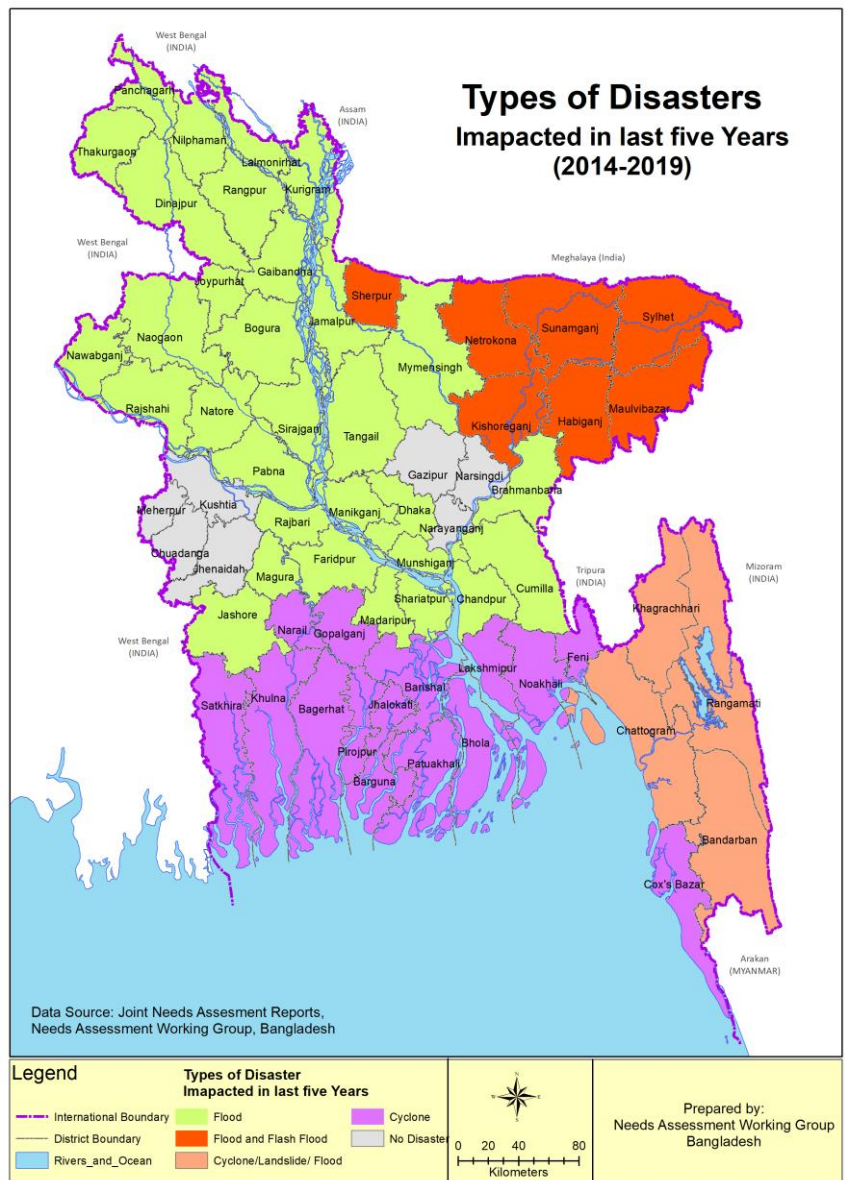 West Bengal
(INDIA)
Types of Disasters
Imapacted in last five Years
(2014-2019)
Assam
(INDIA)
Panchagarh
Thakurgaon
Nilphaman
Lalmonirhat
Kurigram
Rangpur
Dinajpur
West Bengal
(INDIA)
Meghalaya (India)
Gaibandha
Joypurhat
Sherpur
Jamalpur
Bogura
Naogaon
Nawabganj
Netrokona
Sunamganj
Sylhet
Mymensingh
Rajshahi
Natore
Sirajganj
Tangail
Kishoreganj
Habiganj
Maulvibazar
Pabna
Gazipur
Narsingdi
Brahmanbaria
Meherpur
Kushtia
Manikganj
Dhaka
Narayanganj
Rajbari
Chuadanga
Jhenaidah
Magura
Faridpur
Munshiganj
Tripura
(INDIA)
Mizoram
(INDIA)
Shariatpur
Chandpur
Cumilla
Jashore
Madaripur
West Bengal
(INDIA)
Narail
Gopalganj
Khagrachhari
Lakshmipur
Feni
Noakhali
Satkhira
Khulna
Bagerhat
Jhalokati
Barishal
Rangamati
Chattogram
Pirojpur
Bhola
Patuakhali
Barguna
Bandarban
Cox's Bazar
Arakan
(MYANMAR)
Data Source: Joint Needs Assesment Reports,
Needs Assessment Working Group, Bangladesh
Legend
Types of Disaster
Imapacted in last five Years
International Boundary
District Boundary
Rivers_and_Ocean
Flood
Flood and Flash Flood
Cyclone/Landslide/ Flood
Cyclone
No Disaster
N
W
E
S
0 20 40 80
Kilometers
Prepared by:
Needs Assessment Working Group
Bangladesh